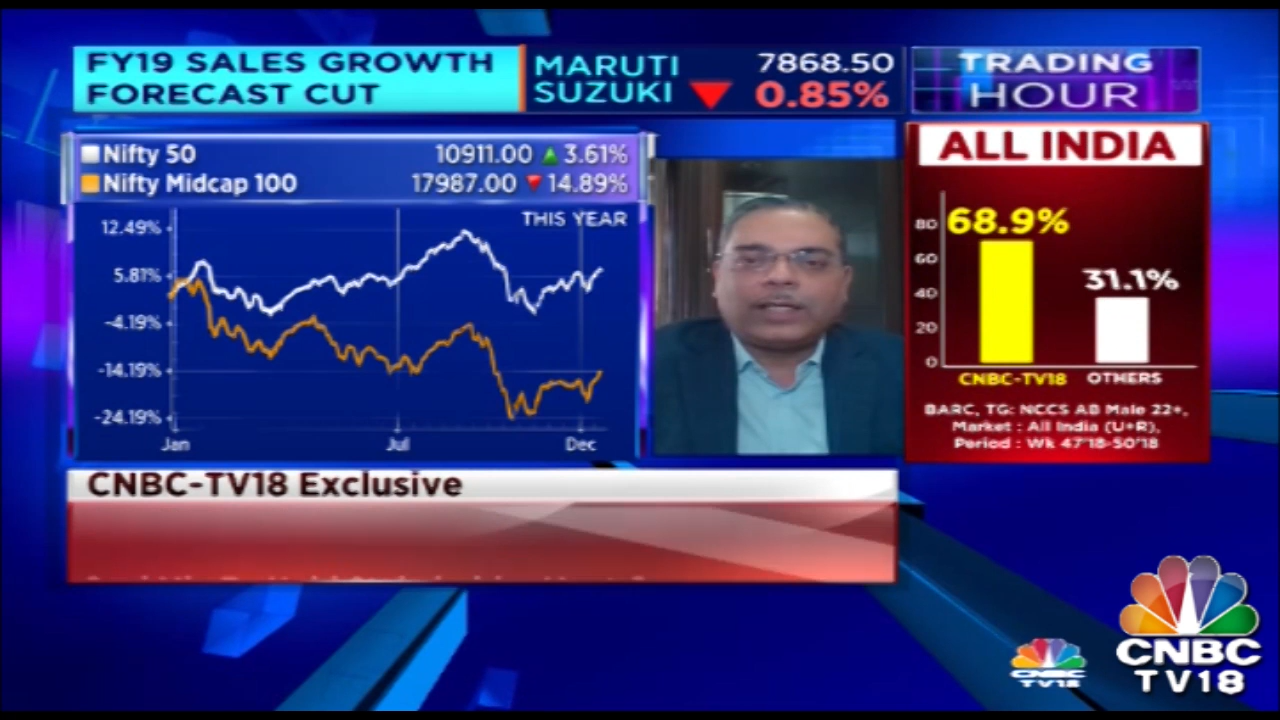 FY19 SALES GROWTH
FORECAST CUT
MARUTI
SUZUKI
7868.50
0.85%
TRADING
HOUR
Nifty 50 10911.00 3.61%
Nifty Midcap 100 17987.00 14.89%
THIS YEAR
12.49%
5.81%
-4.19%
-14.19%
-24.19%
Jan Jul Dec
ALL INDIA
80
60
40
20
0
68.9%
31.1%
CNBC-TV18 OTHERS
BARC, TG: NCCS AB Male 22+,
Market : All India (U+R),
Period : Wk 47'18-50'18
CNBC-TV18 Exclusive
CNBC
TV18
CNBC
TV18